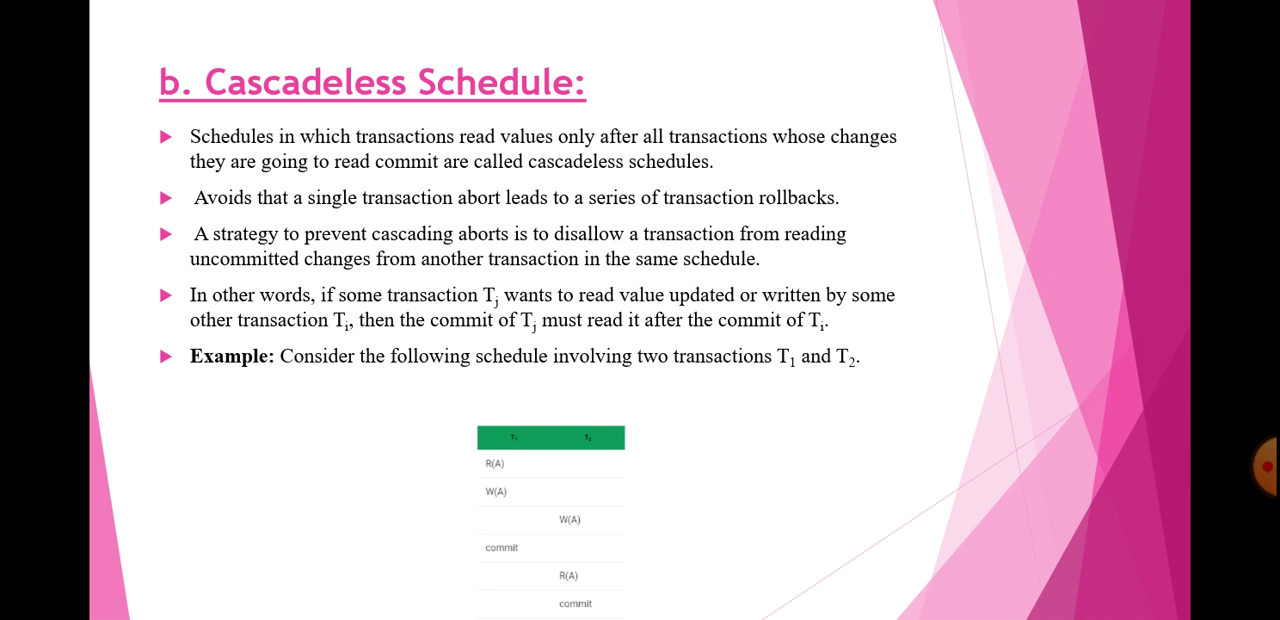 b. Cascadeless Schedule:
Schedules in which transactions read values only after all transactions whose changes
they are going to read commit are called cascadeless schedules.
Avoids that a single transaction abort leads to a series of transaction rollbacks.
A strategy to prevent cascading aborts is to disallow a transaction from reading
uncommitted changes from another transaction in the same schedule.
In other words, if some transaction Tj wants to read value updated or written by some
other transaction Ti, then the commit of Tj must read it after the commit of Ti.
Example: Consider the following schedule involving two transactions T1 and T2.
T1 T2
R(A)
W(A)
W(A)
commit
R(A)
commit